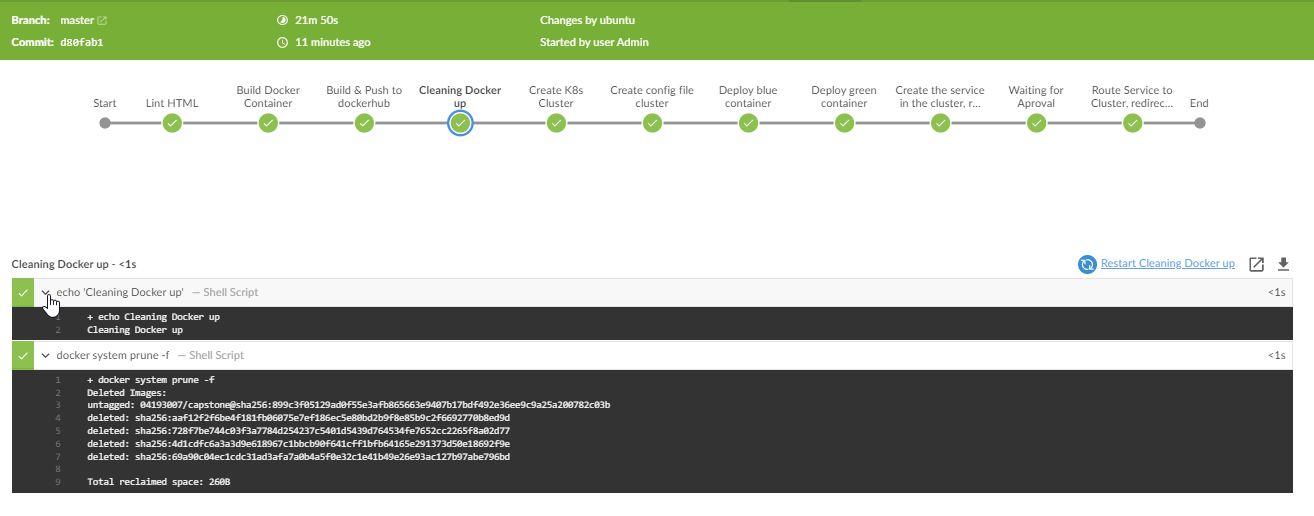 Branch: master
21m 50s
Changes by ubuntu
Commit: d80fab1
11 minutes ago
Started by user Admin
Start
Lint HTML
Build Docker
Container
Build & Push to
dockerhub
Cleaning Docker
up
Create K8s
Cluster
Create config file
cluster
Deploy blue
container
Deploy green
container
Create the service
in the cluster, r...
Waiting for
Aproval
Route Service to
Cluster, redirec...
End
Cleaning Docker up - <1s
Restart Cleaning Docker up
echo 'Cleaning Docker up' — Shell Script
<1s
1 + echo Cleaning Docker up
2 Cleaning Docker up
docker system prune -f — Shell Script
<1s
1 + docker system prune -f
2 Deleted Images:
3 untagged: 04193007/capstone@sha256:899c3f05129ad0f55e3afb865663e9407b17bdf492e36ee9c9a25a200782c03b
4 deleted: sha256:aaf12f2f6be4f181fb06075e7ef186ec5e80bd2b9f8e85b9c2f6692770b8ed9d
5 deleted: sha256:728f7be744c03f3a7784d254237c5401d5439d764534fe7652cc2265f8a02d77
6 deleted: sha256:4d1cdfc6a3a3d9e618967c1bbcb90f641cff1bfb64165e291373d50e18692f9e
7 deleted: sha256:69a90c04ec1cdc31ad3afa7a0b4a5f0e32c1e41b49e26e93ac127b97abe796bd
8
9 Total reclaimed space: 260B